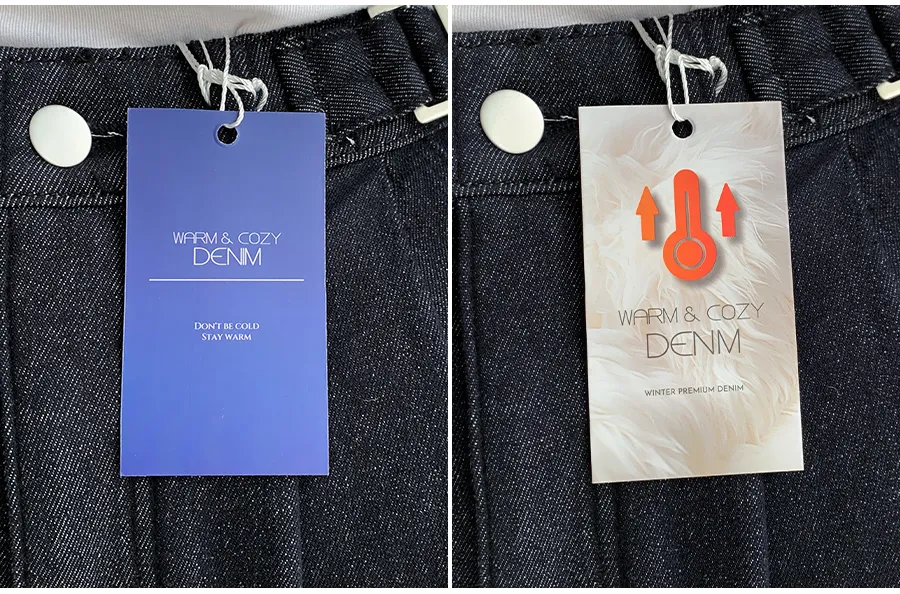 WARM & COZY
DENIM
DON'T BE COLD
STAY WARM
WARM & COZY
DENIM
WINTER PREMIUM DENIM